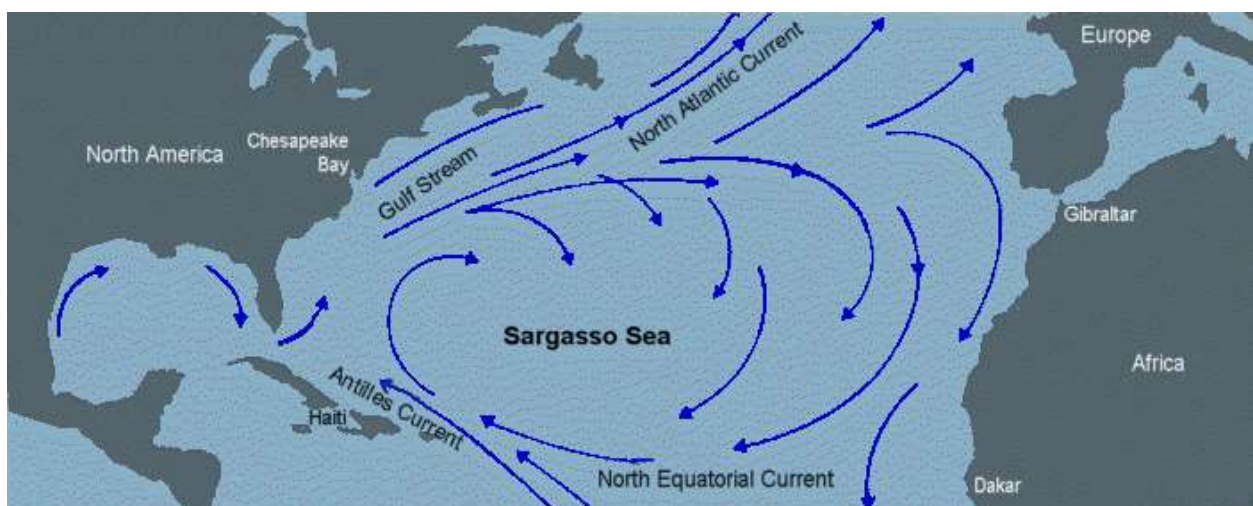 Europe
North Atlantic Current
North America
Chesapeake
Bay
Gulf Stream
Gibraltar
Sargasso Sea
Africa
Antilles Current
Haiti
North Equatorial Current
Dakar